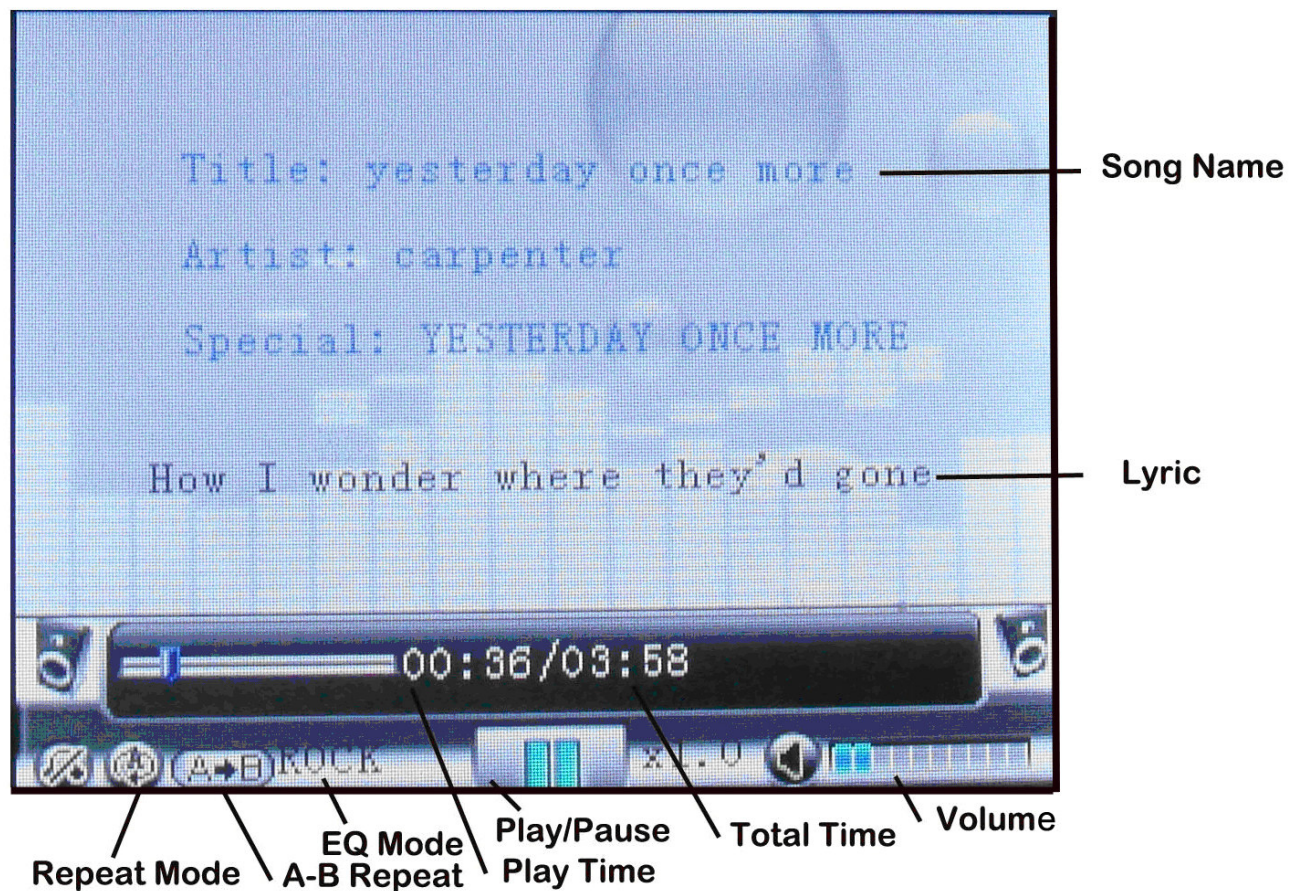 Title: yesterday once more
Song Name
Artist: carpenter
Special: YESTERDAY ONCE MORE
How I wonder where they'd gone
Lyric
00:36/03:58
A→B
ROCK
x1.0
Repeat Mode
A-B Repeat
EQ Mode
Play/Pause
Play Time
Total Time
Volume